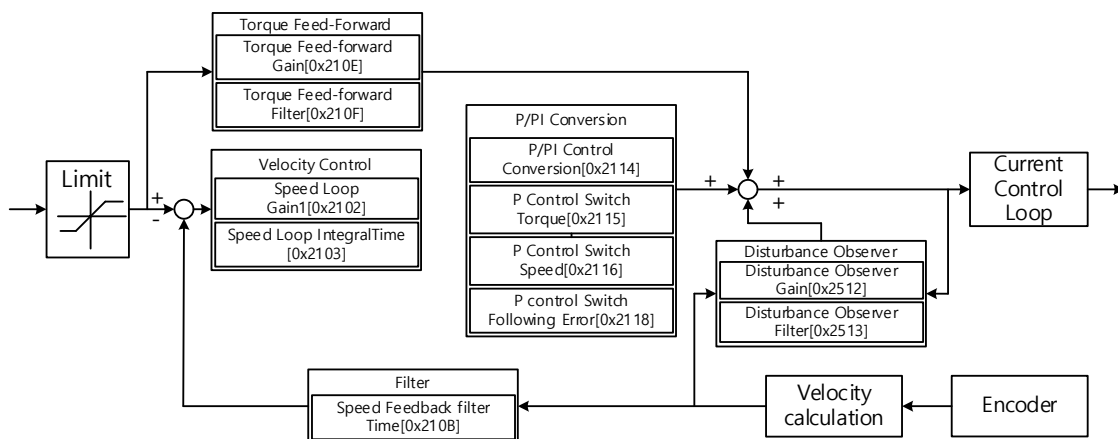 Torque Feed-Forward
Torque Feed-forward
Gain[0x210E]
Torque Feed-forward
Filter[0x210F]
P/PI Conversion
P/PI Control
Conversion[0x2114]
P Control Switch
Torque[0x2115]
P Control Switch
Speed[0x2116]
P control Switch
Following Error[0x2118]
Limit
+
-
Velocity Control
Speed Loop
Gain1[0x2102]
Speed Loop IntegralTime
[0x2103]
+
+
+
Current
Control
Loop
Disturbance Observer
Disturbance Observer
Gain[0x2512]
Disturbance Observer
Filter[0x2513]
Filter
Speed Feedback filter
Time[0x210B]
Velocity
calculation
Encoder